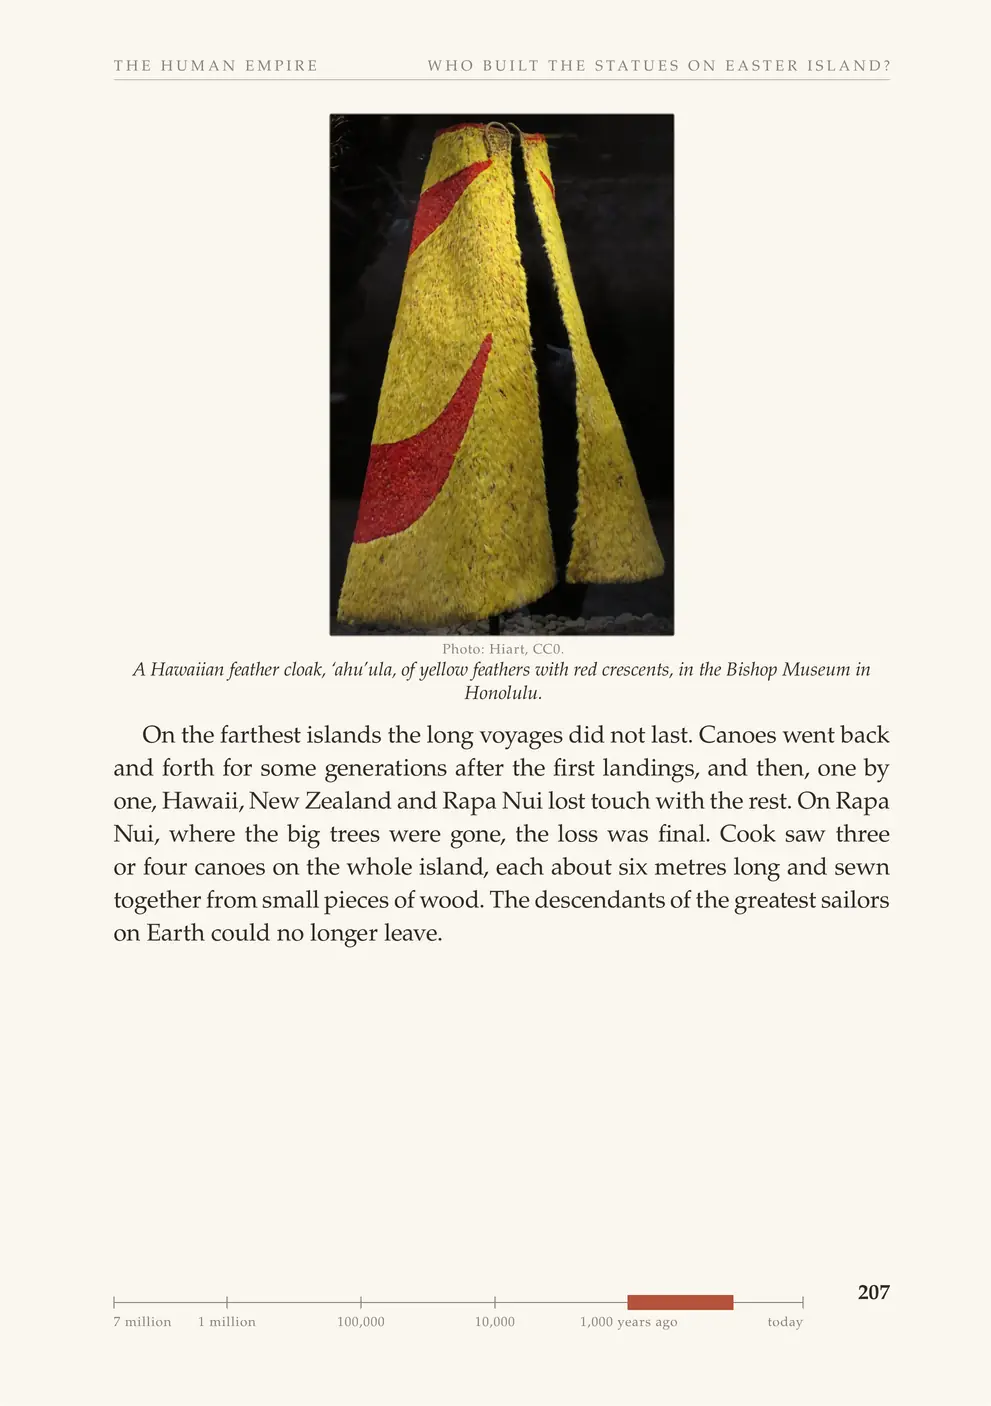 THE HUMAN EMPIRE WHO BUILT THE STATUES ON EASTER ISLAND?
Photo: Hiart, CC0.
A Hawaiian feather cloak, ‘ahu’ula, of yellow feathers with red crescents, in the Bishop Museum in
Honolulu.
On the farthest islands the long voyages did not last. Canoes went back
and forth for some generations after the first landings, and then, one by
one, Hawaii, New Zealand and Rapa Nui lost touch with the rest. On Rapa
Nui, where the big trees were gone, the loss was final. Cook saw three
or four canoes on the whole island, each about six metres long and sewn
together from small pieces of wood. The descendants of the greatest sailors
on Earth could no longer leave.
207
7 million 1 million 100,000 10,000 1,000 years ago today